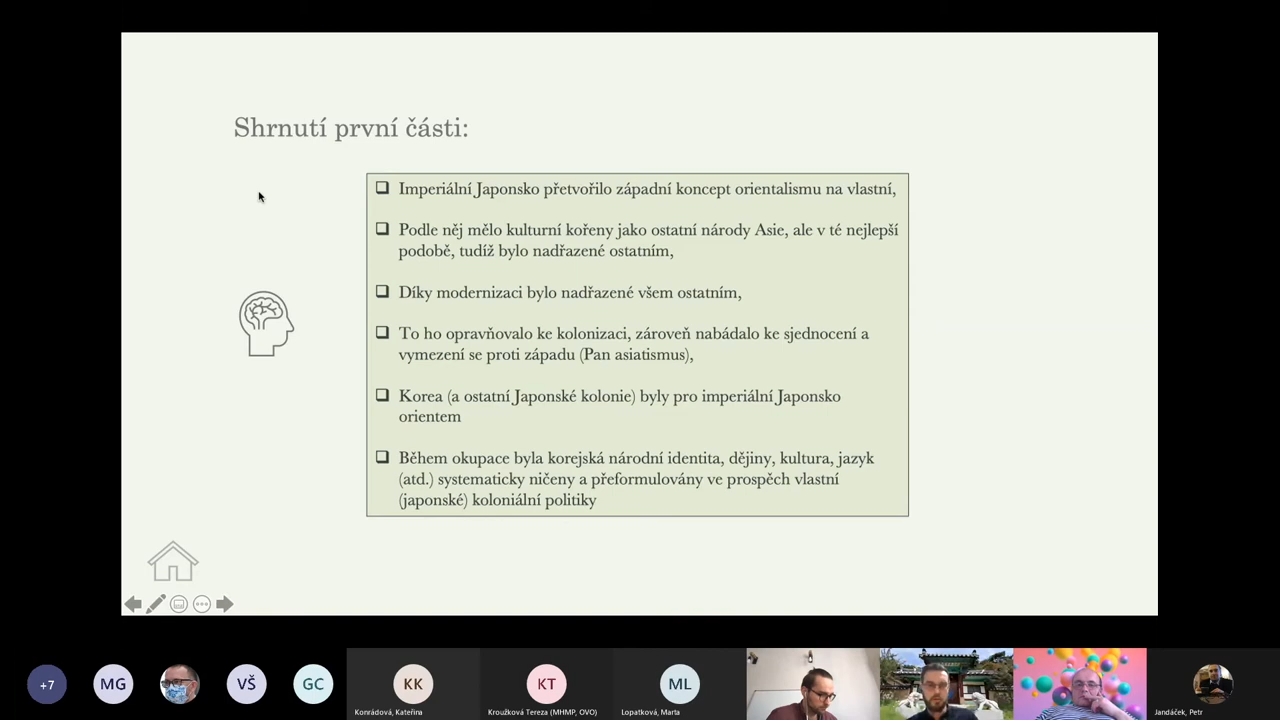 Shrnutí první části:
Imperiální Japonsko přetvořilo západní koncept orientalismu na vlastní,
Podle něj mělo kulturní kořeny jako ostatní národy Asie, ale v té nejlepší
podobě, tudíž bylo nadřazené ostatním,
Díky modernizaci bylo nadřazené všem ostatním,
To ho opravňovalo ke kolonizaci, zároveň nabádalo ke sjednocení a
vymezení se proti západu (Pan asiatismus),
Korea (a ostatní Japonské kolonie) byly pro imperiální Japonsko
orientem
Během okupace byla korejská národní identita, dějiny, kultura, jazyk
(atd.) systematicky ničeny a přeformulovány ve prospěch vlastní
(japonské) koloniální politiky
+7
MG
VŠ
GC
KK
KT
ML
Konrádová, Kateřina
Kroužková Tereza (MHMP, OVO)
Lopatková, Marta
Jandáček, Petr